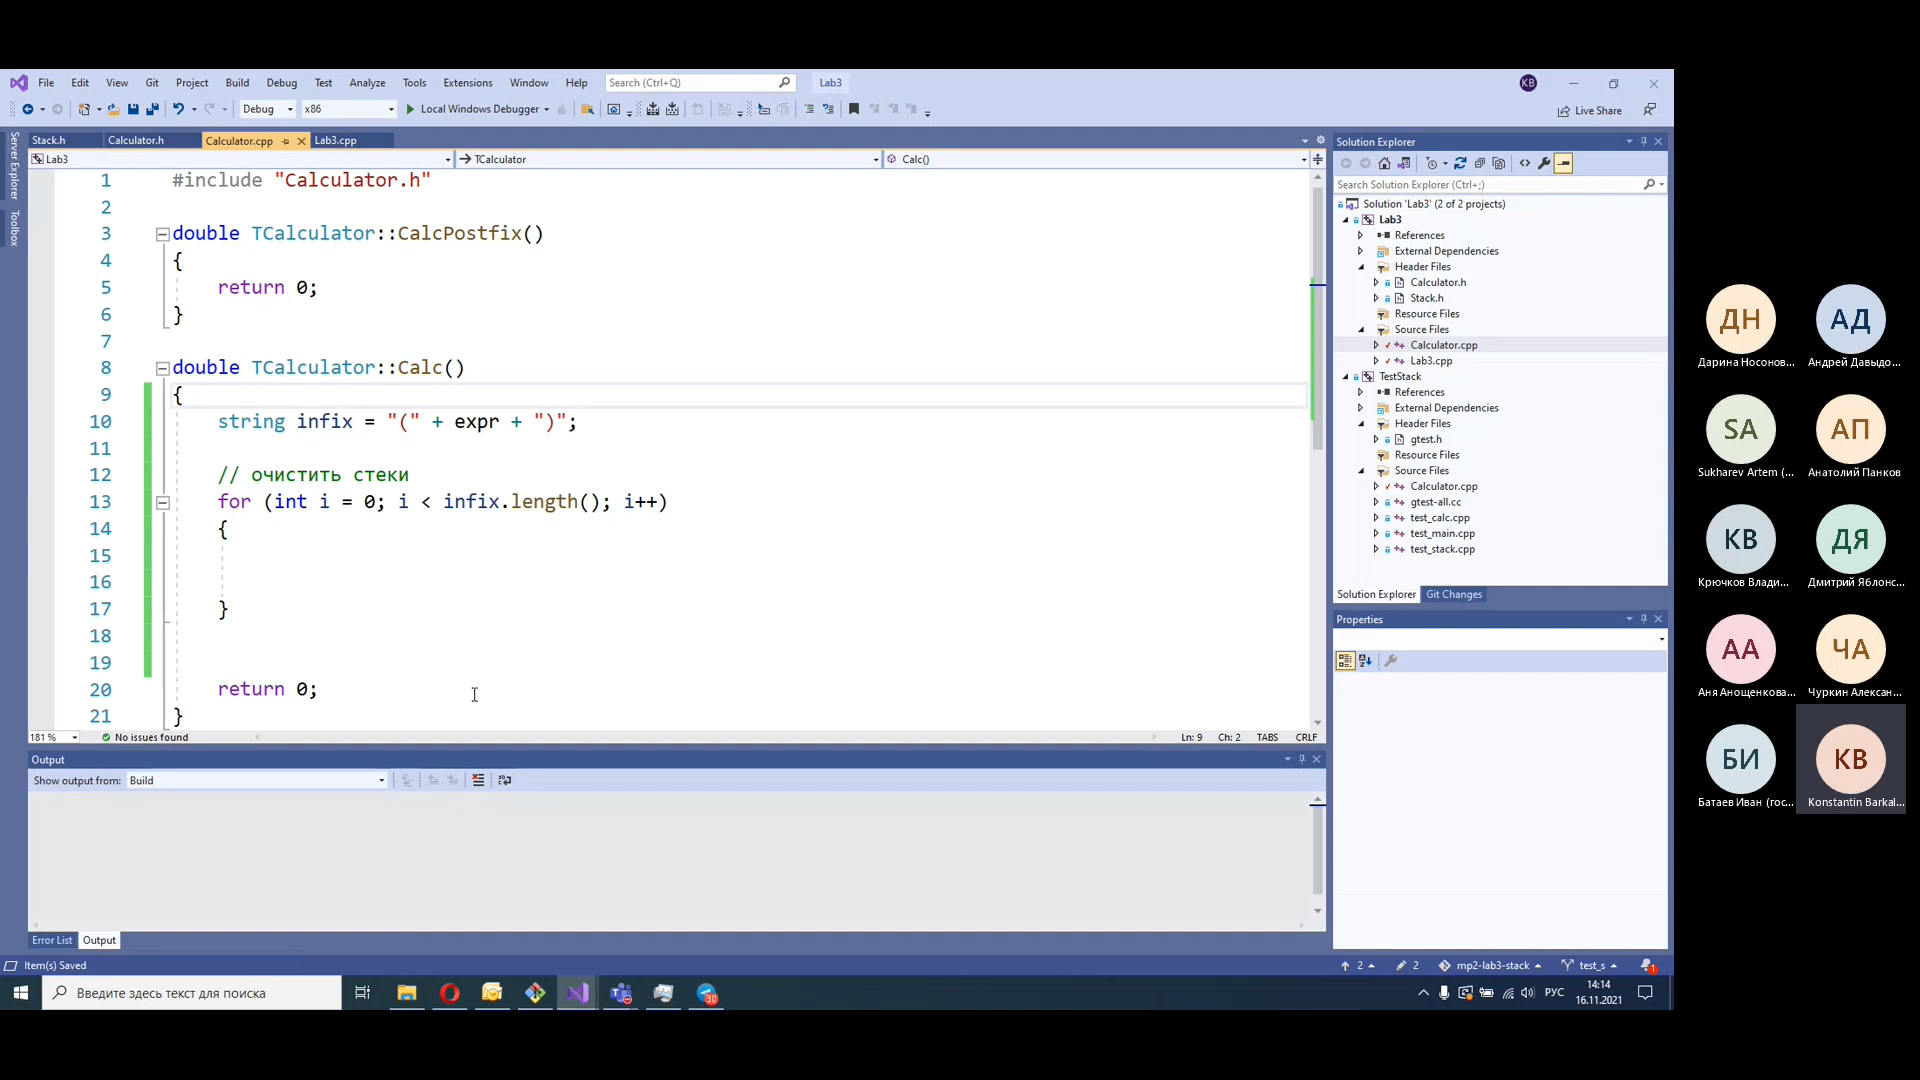 File Edit View Git Project Build Debug Test Analyze Tools Extensions Window Help Search (Ctrl+Q) Lab3 KB
Debug x86 Local Windows Debugger Live Share
Server Explorer
Toolbox
Stack.h Calculator.h Calculator.cpp Lab3.cpp
Lab3 TCalculator Calc()
1 #include "Calculator.h"
2
3 double TCalculator::CalcPostfix()
4 {
5 return 0;
6 }
7
8 double TCalculator::Calc()
9 {
10 string infix = "(" + expr + ")";
11
12 // очистить стеки
13 for (int i = 0; i < infix.length(); i++)
14 {
15
16
17 }
18
19
20 return 0;
21 }
181 % No issues found Ln: 9 Ch: 2 TABS CRLF
Output
Show output from: Build
Error List Output
Item(s) Saved
Solution Explorer
Search Solution Explorer (Ctrl+;)
Solution 'Lab3' (2 of 2 projects)
Lab3
References
External Dependencies
Header Files
Calculator.h
Stack.h
Resource Files
Source Files
Calculator.cpp
Lab3.cpp
TestStack
References
External Dependencies
Header Files
gtest.h
Resource Files
Source Files
Calculator.cpp
gtest-all.cc
test_calc.cpp
test_main.cpp
test_stack.cpp
Solution Explorer Git Changes
Properties
2 2 mp2-lab3-stack test_s 1
Введите здесь текст для поиска
30
РУС
14:14
16.11.2021
ДН АД
Дарина Носонов... Андрей Давыдо...
SA АП
Sukharev Artem (... Анатолий Панков
КВ ДЯ
Крючков Влади... Дмитрий Яблонс...
АА ЧА
Аня Анощенкова... Чуркин Алексан...
БИ KB
Батаев Иван (гос... Konstantin Barkal...